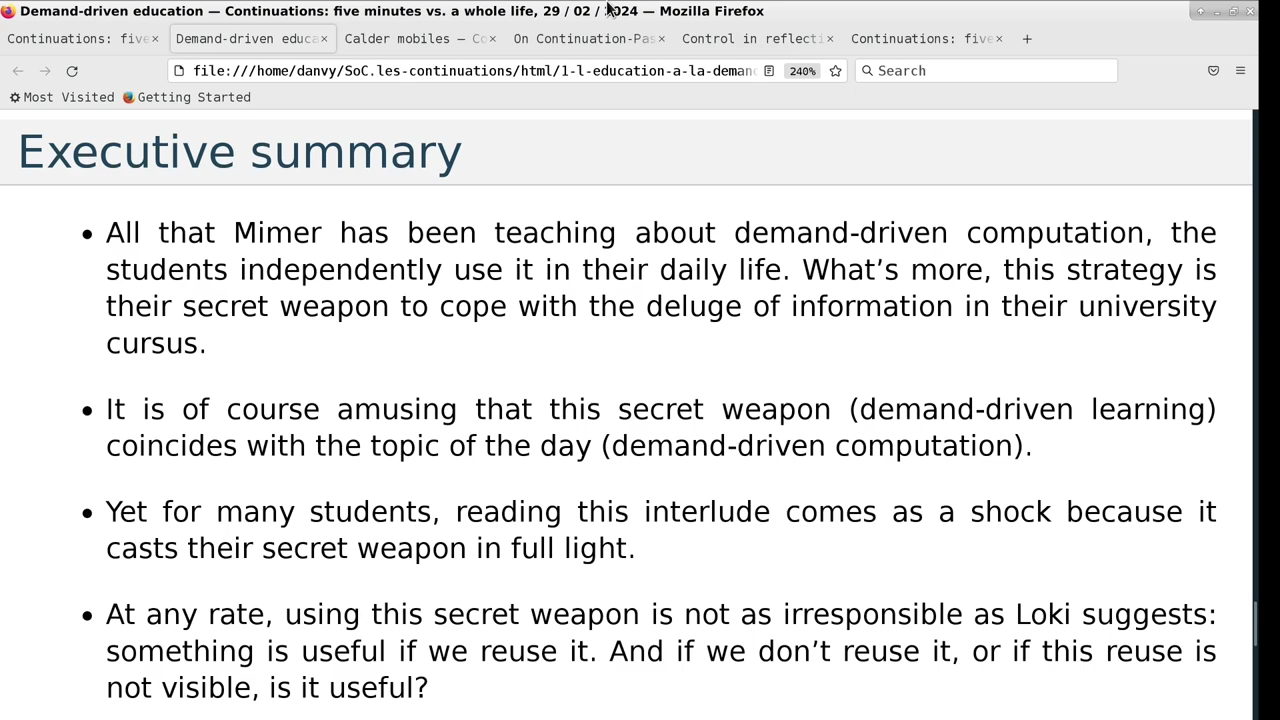 Demand-driven education — Continuations: five minutes vs. a whole life, 29 / 02 / 2024 — Mozilla Firefox
Continuations: five Demand-driven educa Calder mobiles — Co On Continuation-Pas Control in reflecti Continuations: five
file:///home/danvy/SoC.les-continuations/html/1-l-education-a-la-deman 240% Search
Most Visited Getting Started
Executive summary
• All that Mimer has been teaching about demand-driven computation, the
students independently use it in their daily life. What’s more, this strategy is
their secret weapon to cope with the deluge of information in their university
cursus.
• It is of course amusing that this secret weapon (demand-driven learning)
coincides with the topic of the day (demand-driven computation).
• Yet for many students, reading this interlude comes as a shock because it
casts their secret weapon in full light.
• At any rate, using this secret weapon is not as irresponsible as Loki suggests:
something is useful if we reuse it. And if we don’t reuse it, or if this reuse is
not visible, is it useful?